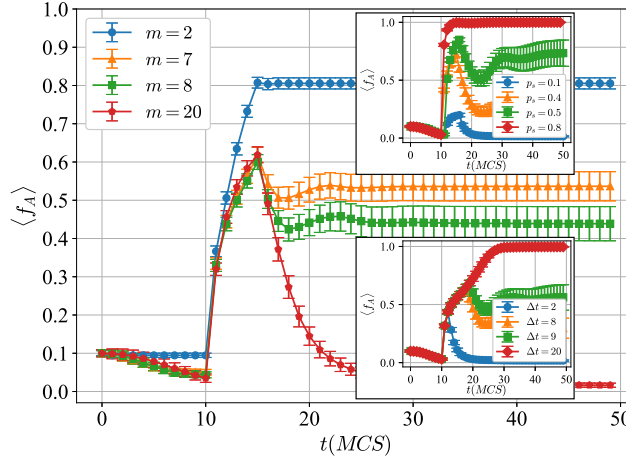 1.0
0.9
0.8
0.7
0.6
0.5
0.4
0.3
0.2
0.1
0.0
⟨f_A⟩
0
10
20
30
40
50
t(MCS)
m = 2
m = 7
m = 8
m = 20
1.0
0.5
0.0
⟨f_A⟩
0 10 20 30 40 50
t(MCS)
p_s = 0.1
p_s = 0.4
p_s = 0.5
p_s = 0.8
1.0
0.5
0.0
⟨f_A⟩
0 10 20 30 40 50
t(MCS)
Δt = 2
Δt = 8
Δt = 9
Δt = 20